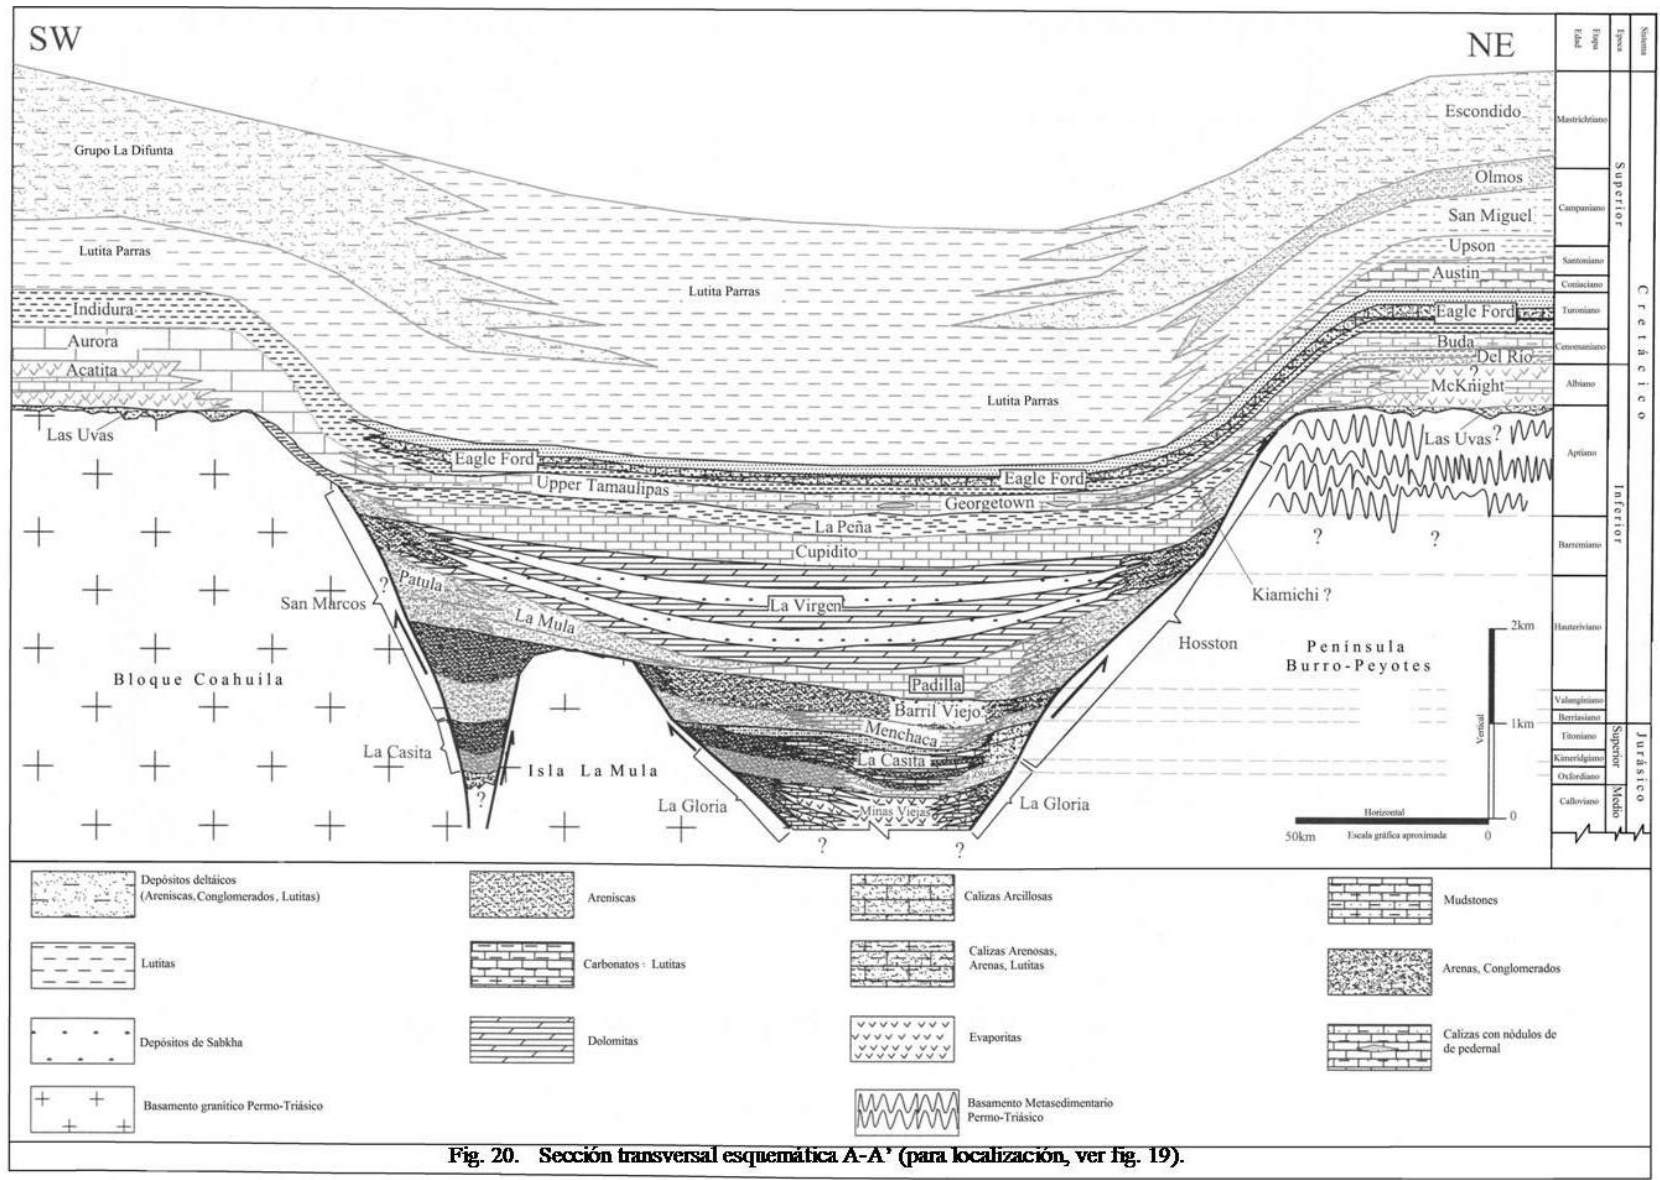 SW
NE
Edad
Etapa
Epoca
Sistema
Grupo La Difunta
Lutita Parras
Indidura
Aurora
Acatita
Las Uvas
Lutita Parras
Lutita Parras
Escondido
Olmos
San Miguel
Upson
Austin
Eagle Ford
Buda
Del Rio
?
McKnight
Las Uvas ?
Eagle Ford
Eagle Ford
Upper Tamaulipas
Georgetown
La Peña
Cupidito
La Virgen
Patula
La Mula
?
San Marcos
Padilla
Barril Viejo
Menchaca
La Casita
Minas Viejas
La Casita
?
Isla La Mula
La Gloria
La Gloria
?
?
Bloque Coahuila
Kiamichi ?
Hosston
?
?
Península
Burro-Peyotes
2km
1km
0
Vertical
Horizontal
50km
Escala gráfica aproximada
0
Mastrichtiano
Campaniano
Santoniano
Coniaciano
Turoniano
Cenomaniano
Albiano
Aptiano
Barremiano
Hauteriviano
Valanginiano
Berriasiano
Titoniano
Kimeridgiano
Oxfordiano
Calloviano
Superior
Inferior
Superior
Medio
Cretácico
Jurásico
Depósitos deltáicos
(Areniscas, Conglomerados, Lutitas)
Lutitas
Depósitos de Sabkha
Basamento granítico Permo-Triásico
Areniscas
Carbonatos - Lutitas
Dolomitas
Calizas Arcillosas
Calizas Arenosas,
Arenas, Lutitas
Evaporitas
Basamento Metasedimentario
Permo-Triásico
Mudstones
Arenas, Conglomerados
Calizas con nódulos de
de pedernal
Fig. 20. Sección transversal esquemática A-A’ (para localización, ver fig. 19).